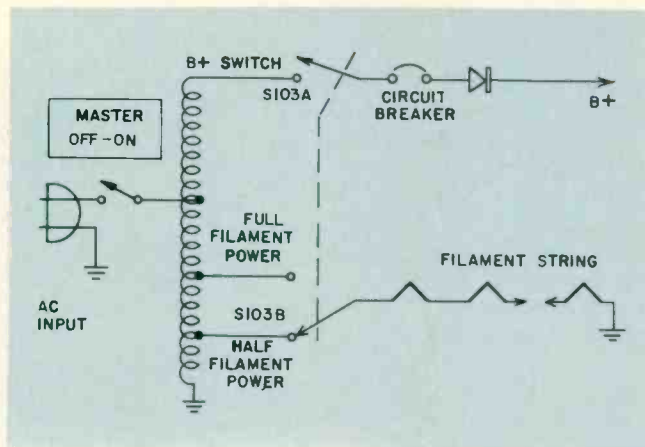 B+ SWITCH
S103A
CIRCUIT
BREAKER
B+
MASTER
OFF-ON
FULL
FILAMENT
POWER
FILAMENT STRING
AC
INPUT
S103B
HALF
FILAMENT
POWER